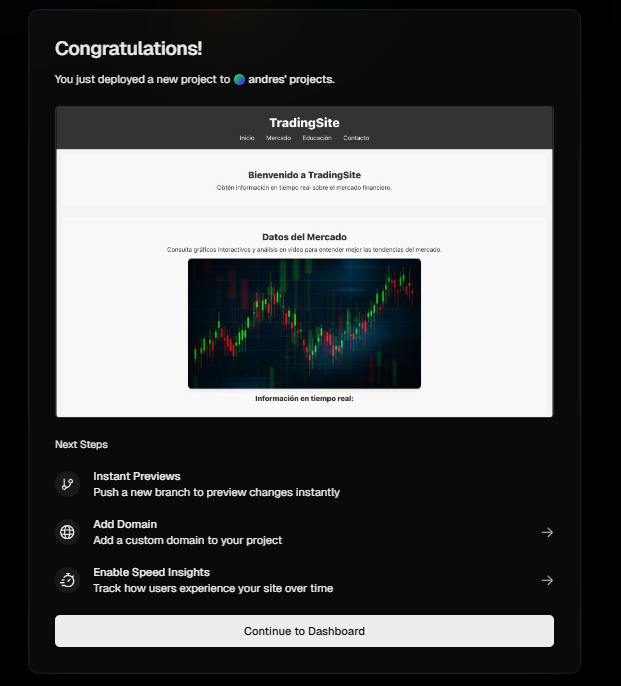 Congratulations!
You just deployed a new project to andres' projects.
TradingSite
Inicio Mercado Educación Contacto
Bienvenido a TradingSite
Obtén información en tiempo real sobre el mercado financiero.
Datos del Mercado
Consulta gráficos interactivos y análisis en video para entender mejor las tendencias del mercado.
Información en tiempo real:
Next Steps
Instant Previews
Push a new branch to preview changes instantly
Add Domain
Add a custom domain to your project
Enable Speed Insights
Track how users experience your site over time
Continue to Dashboard